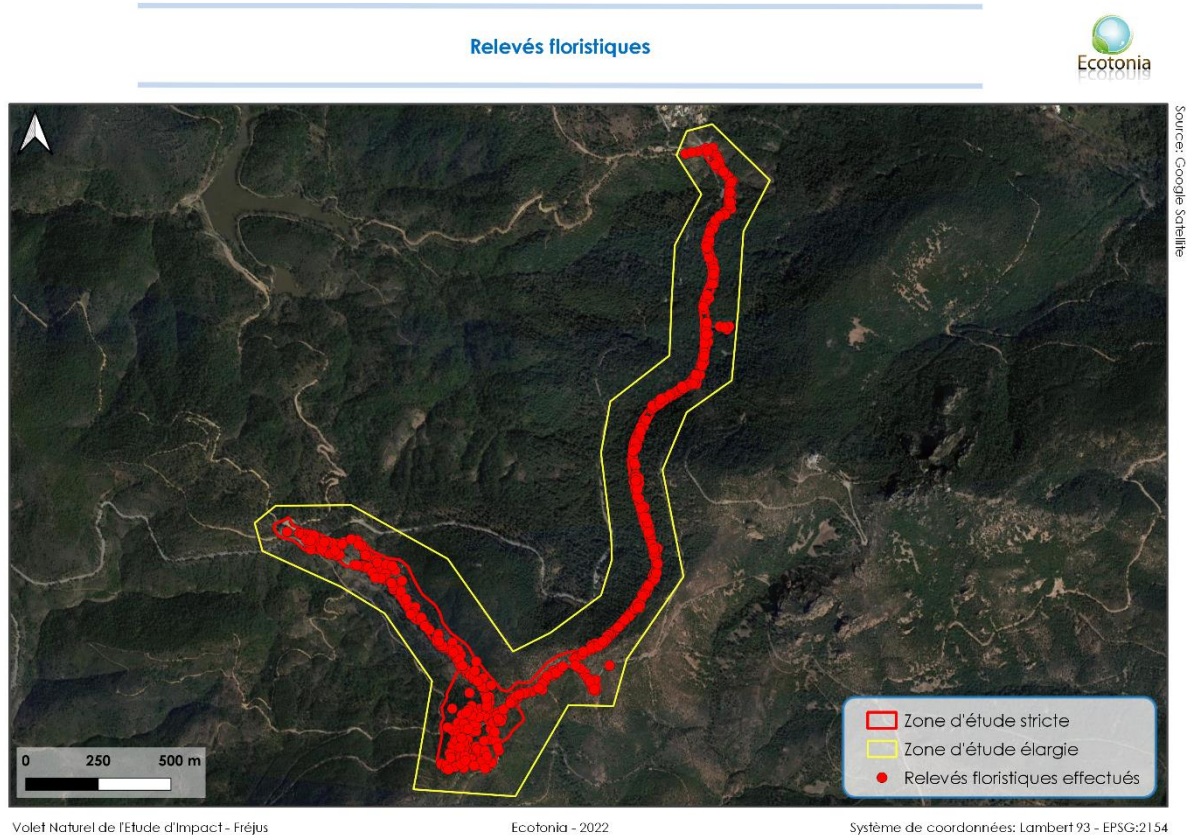 Relevés floristiques
Ecotonia
Source: Google Satellite
0 250 500 m
Zone d'étude stricte
Zone d'étude élargie
Relevés floristiques effectués
Volet Naturel de l'Etude d'Impact - Fréjus
Ecotonia - 2022
Système de coordonnées: Lambert 93 - EPSG:2154